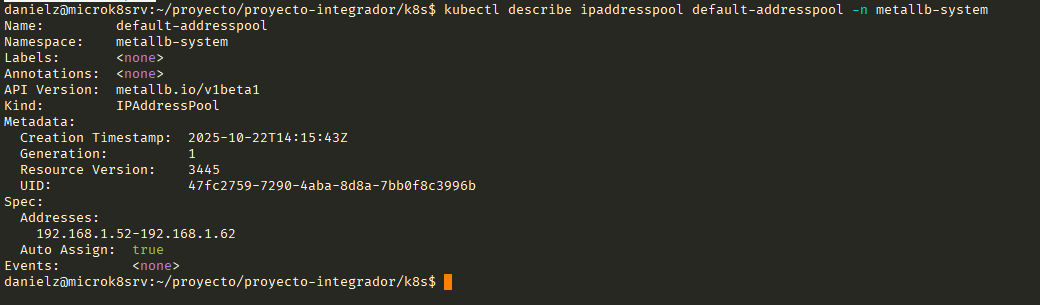 danielz@microk8srv:~/proyecto/proyecto-integrador/k8s$ kubectl describe ipaddresspool default-addresspool -n metallb-system
Name:         default-addresspool
Namespace:    metallb-system
Labels:       <none>
Annotations:  <none>
API Version:  metallb.io/v1beta1
Kind:         IPAddressPool
Metadata:
  Creation Timestamp:  2025-10-22T14:15:43Z
  Generation:          1
  Resource Version:    3445
  UID:                 47fc2759-7290-4aba-8d8a-7bb0f8c3996b
Spec:
  Addresses:
    192.168.1.52-192.168.1.62
  Auto Assign:  true
Events:         <none>
danielz@microk8srv:~/proyecto/proyecto-integrador/k8s$